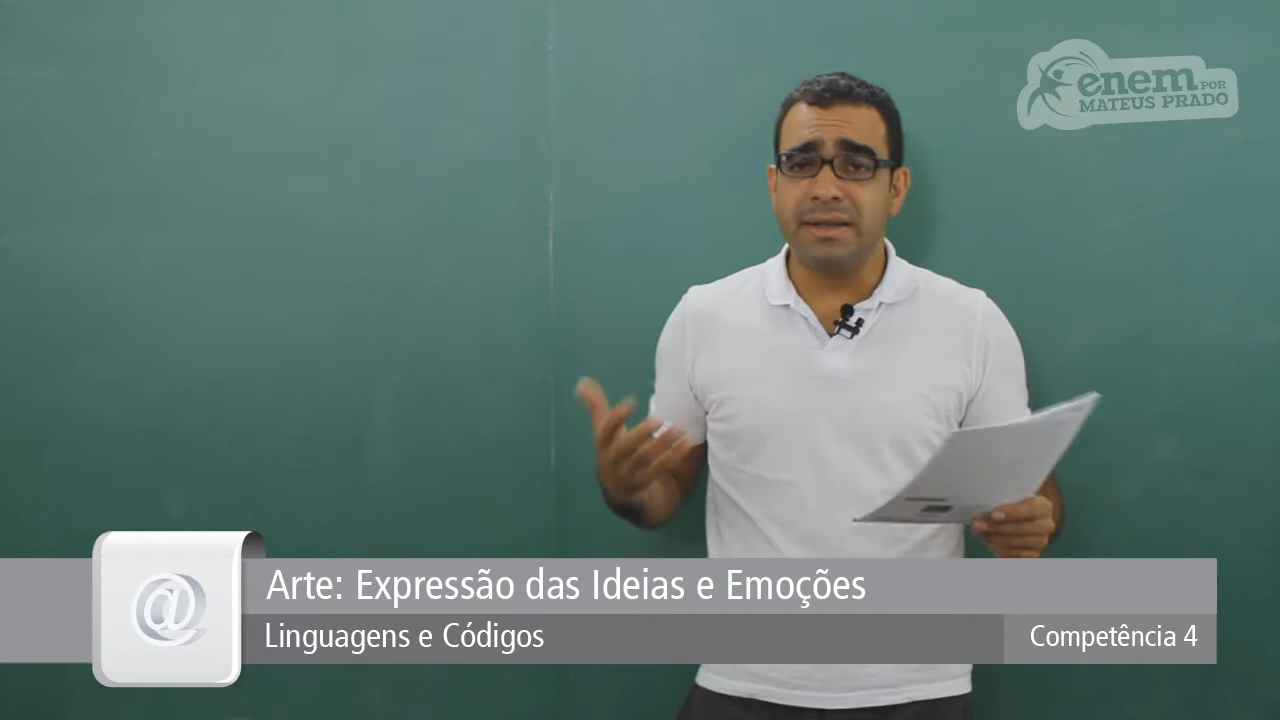 enem POR
MATEUS PRADO
@
Arte: Expressão das Ideias e Emoções
Linguagens e Códigos
Competência 4